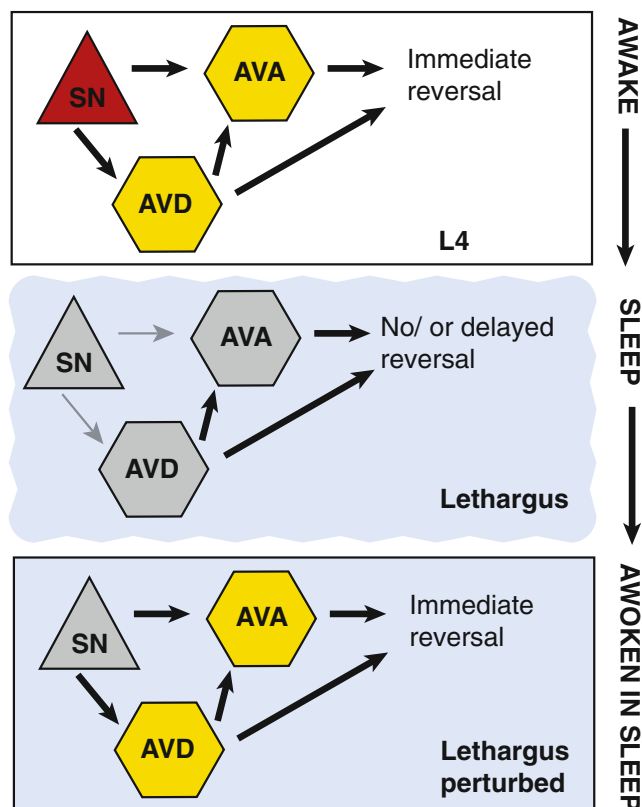 SN
AVA
Immediate
reversal
AVD
L4
AWAKE
SN
AVA
No/ or delayed
reversal
AVD
Lethargus
SLEEP
SN
AVA
Immediate
reversal
AVD
Lethargus
perturbed
AWOKEN IN SLEEP